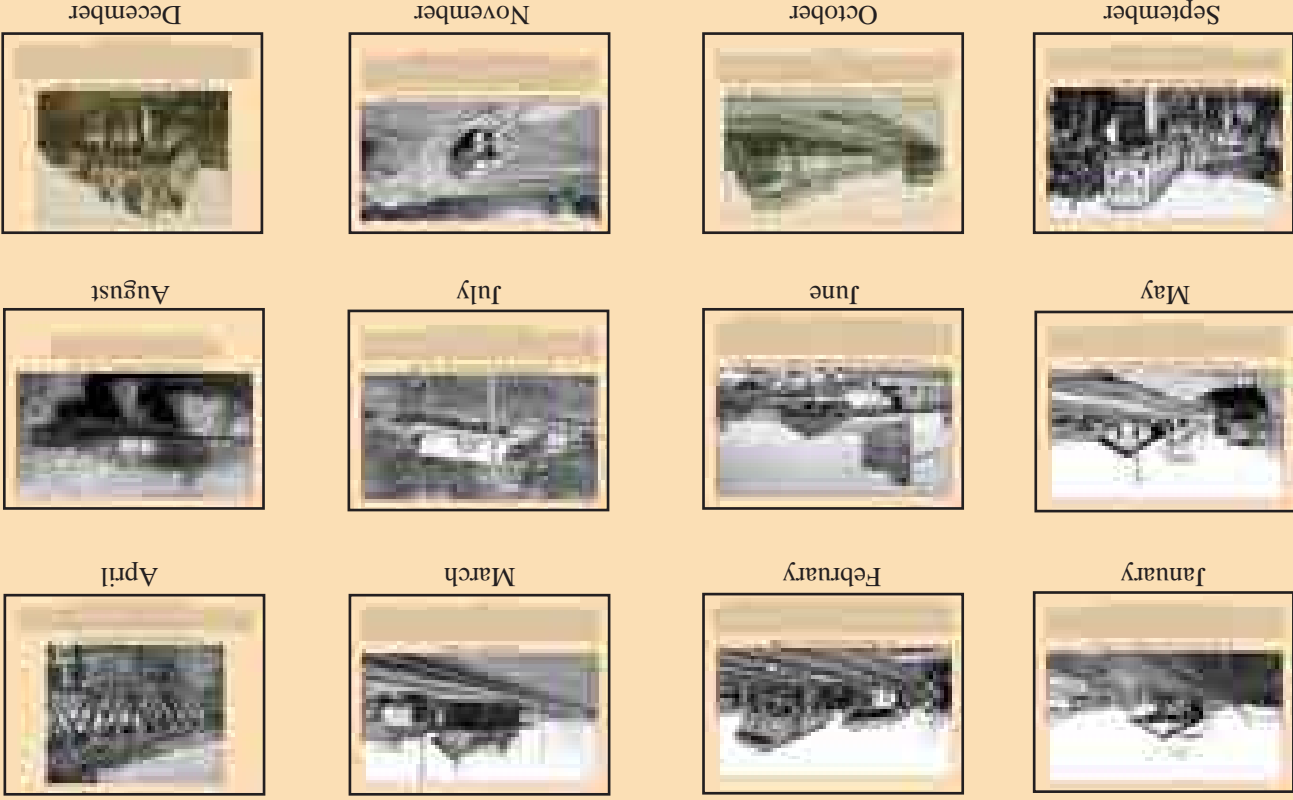 January February March April
May June July August
September October November December